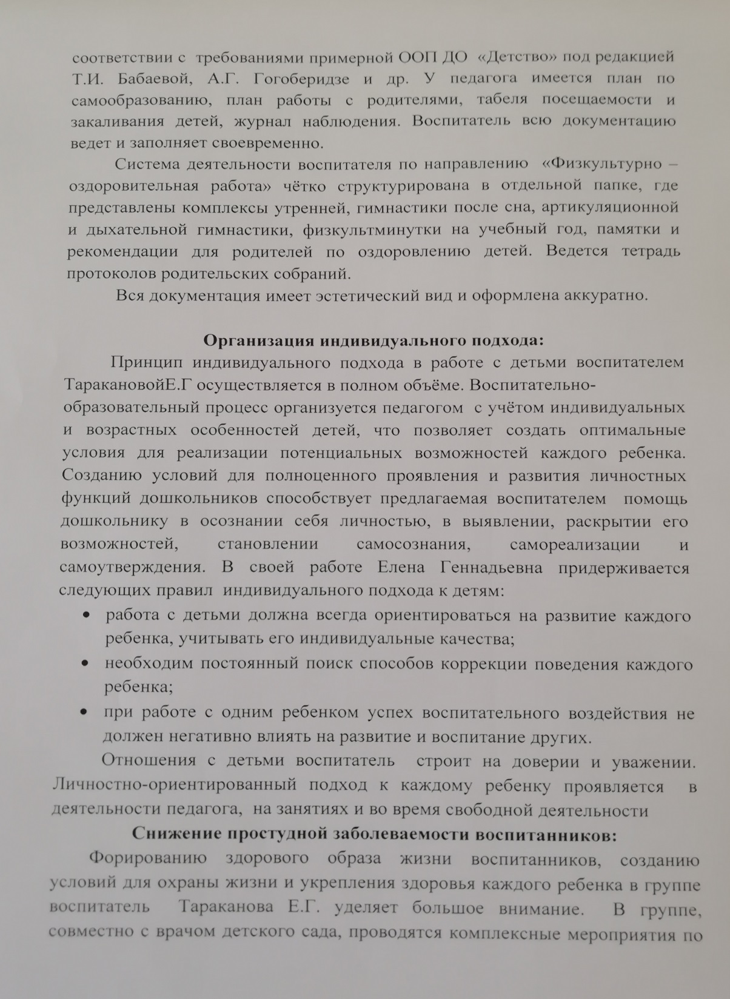 соответствии с требованиями примерной ООП ДО «Детство» под редакцией
Т.И. Бабаевой, А.Г. Гогоберидзе и др. У педагога имеется план по
самообразованию, план работы с родителями, табеля посещаемости и
закаливания детей, журнал наблюдения. Воспитатель всю документацию
ведет и заполняет своевременно.
Система деятельности воспитателя по направлению «Физкультурно –
оздоровительная работа» чётко структурирована в отдельной папке, где
представлены комплексы утренней, гимнастики после сна, артикуляционной
и дыхательной гимнастики, физкультминутки на учебный год, памятки и
рекомендации для родителей по оздоровлению детей. Ведется тетрадь
протоколов родительских собраний.
Вся документация имеет эстетический вид и оформлена аккуратно.
Организация индивидуального подхода:
Принцип индивидуального подхода в работе с детьми воспитателем
ТаракановойЕ.Г осуществляется в полном объёме. Воспитательно-
образовательный процесс организуется педагогом с учётом индивидуальных
и возрастных особенностей детей, что позволяет создать оптимальные
условия для реализации потенциальных возможностей каждого ребенка.
Созданию условий для полноценного проявления и развития личностных
функций дошкольников способствует предлагаемая воспитателем помощь
дошкольнику в осознании себя личностью, в выявлении, раскрытии его
возможностей, становлении самосознания, самореализации и
самоутверждения. В своей работе Елена Геннадьевна придерживается
следующих правил индивидуального подхода к детям:
• работа с детьми должна всегда ориентироваться на развитие каждого
ребенка, учитывать его индивидуальные качества;
• необходим постоянный поиск способов коррекции поведения каждого
ребенка;
• при работе с одним ребенком успех воспитательного воздействия не
должен негативно влиять на развитие и воспитание других.
Отношения с детьми воспитатель строит на доверии и уважении.
Личностно-ориентированный подход к каждому ребенку проявляется в
деятельности педагога, на занятиях и во время свободной деятельности
Снижение простудной заболеваемости воспитанников:
Форированию здорового образа жизни воспитанников, созданию
условий для охраны жизни и укрепления здоровья каждого ребенка в группе
воспитатель Тараканова Е.Г. уделяет большое внимание. В группе,
совместно с врачом детского сада, проводятся комплексные мероприятия по